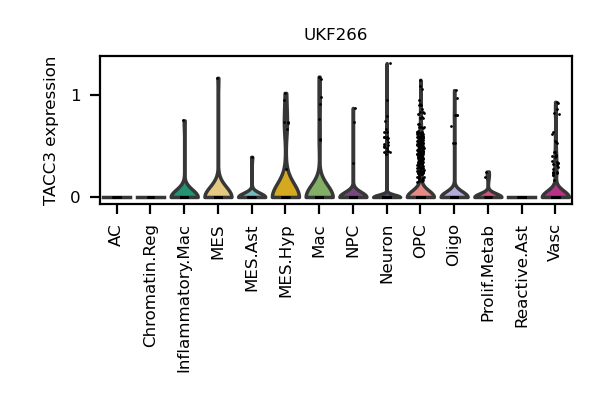 UKF266
TACC3 expression
1
0
AC
Chromatin.Reg
Inflammatory.Mac
MES
MES.Ast
MES.Hyp
Mac
NPC
Neuron
OPC
Oligo
Prolif.Metab
Reactive.Ast
Vasc